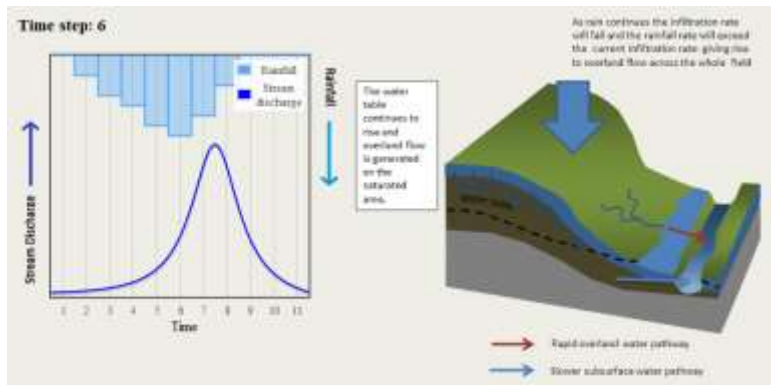 Time step: 6
Rainfall
Stream
discharge
Stream Discharge
Rainfall
1 2 3 4 5 6 7 8 9 10 11
Time
The water
table
continues to
rise and
overland flow
is generated
on the
saturated
area.
As rain continues the infiltration rate
will fall and the rainfall rate will exceed
the current infiltration rate giving rise
to overland flow across the whole field
Rapid overland water pathway
Slower subsurface water pathway